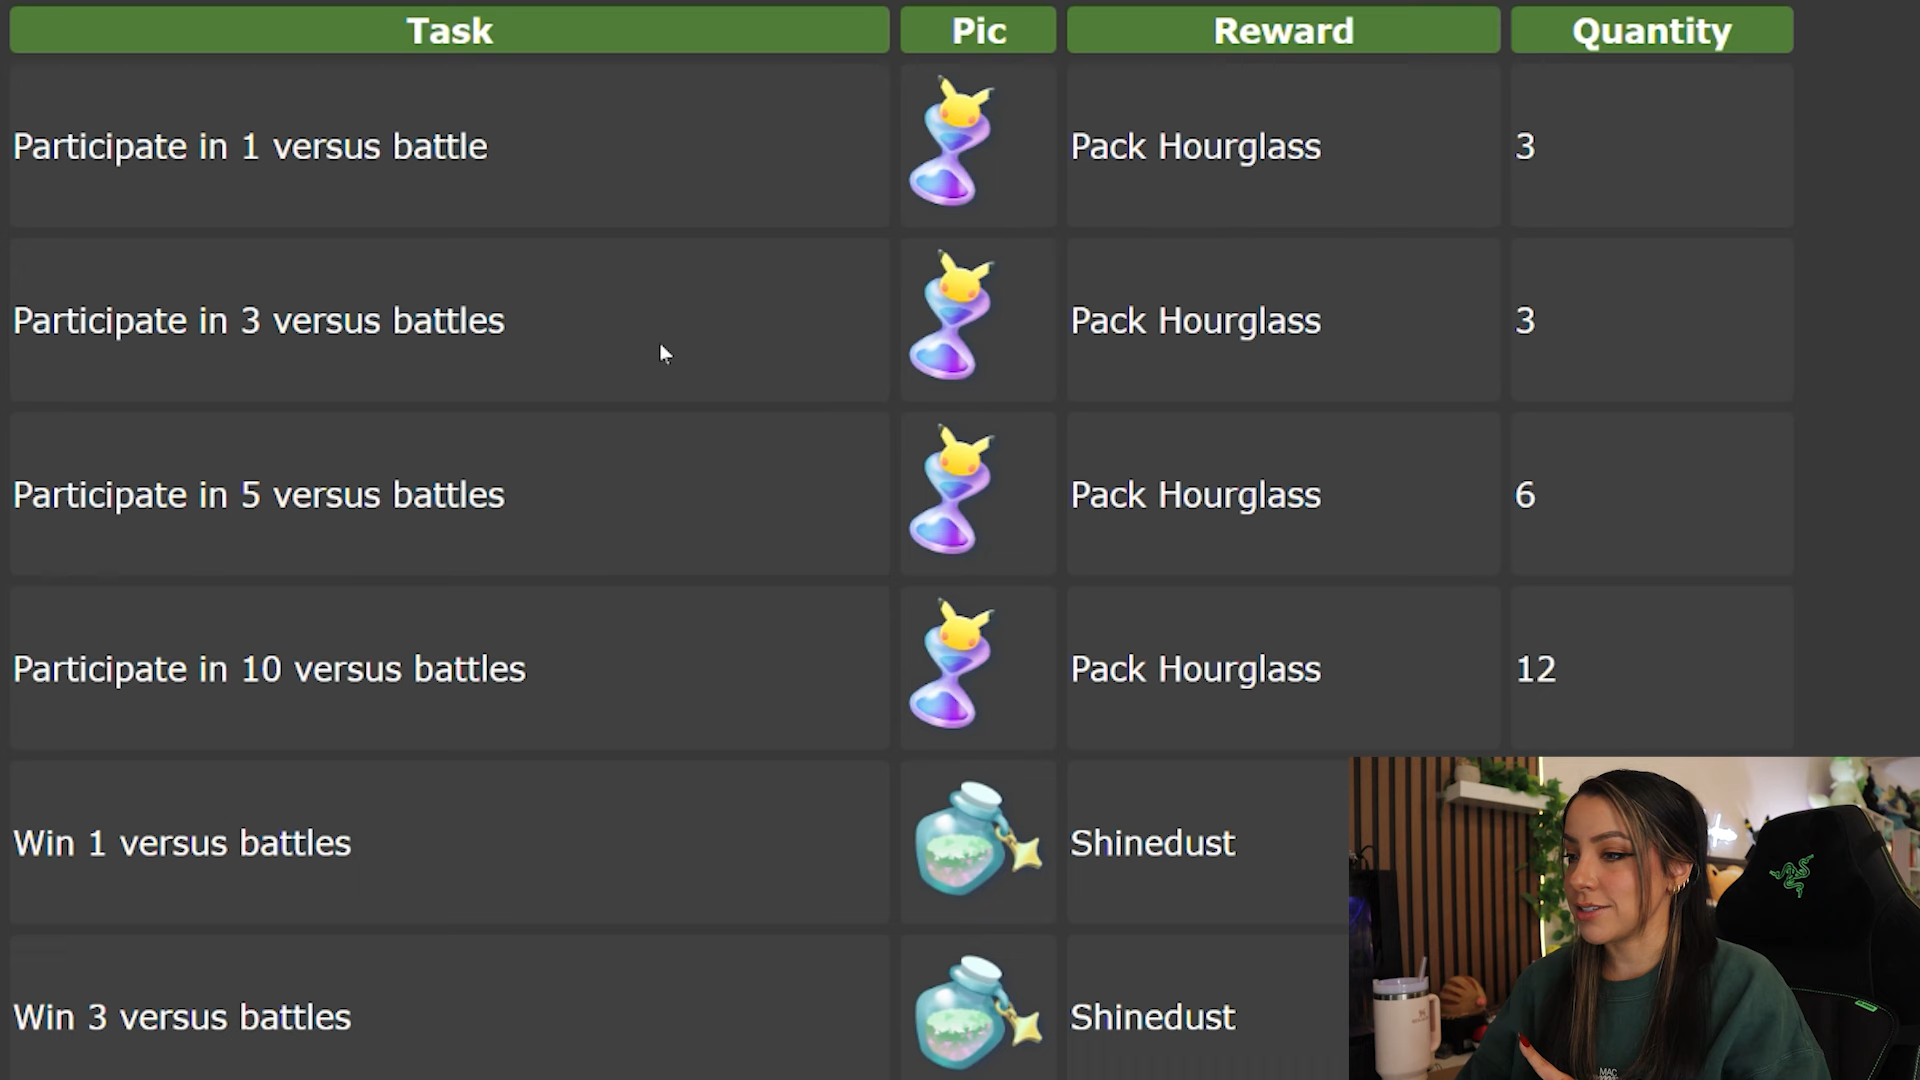 Task Pic Reward Quantity
Participate in 1 versus battle Pack Hourglass 3
Participate in 3 versus battles Pack Hourglass 3
Participate in 5 versus battles Pack Hourglass 6
Participate in 10 versus battles Pack Hourglass 12
Win 1 versus battles Shinedust
Win 3 versus battles Shinedust
MAC